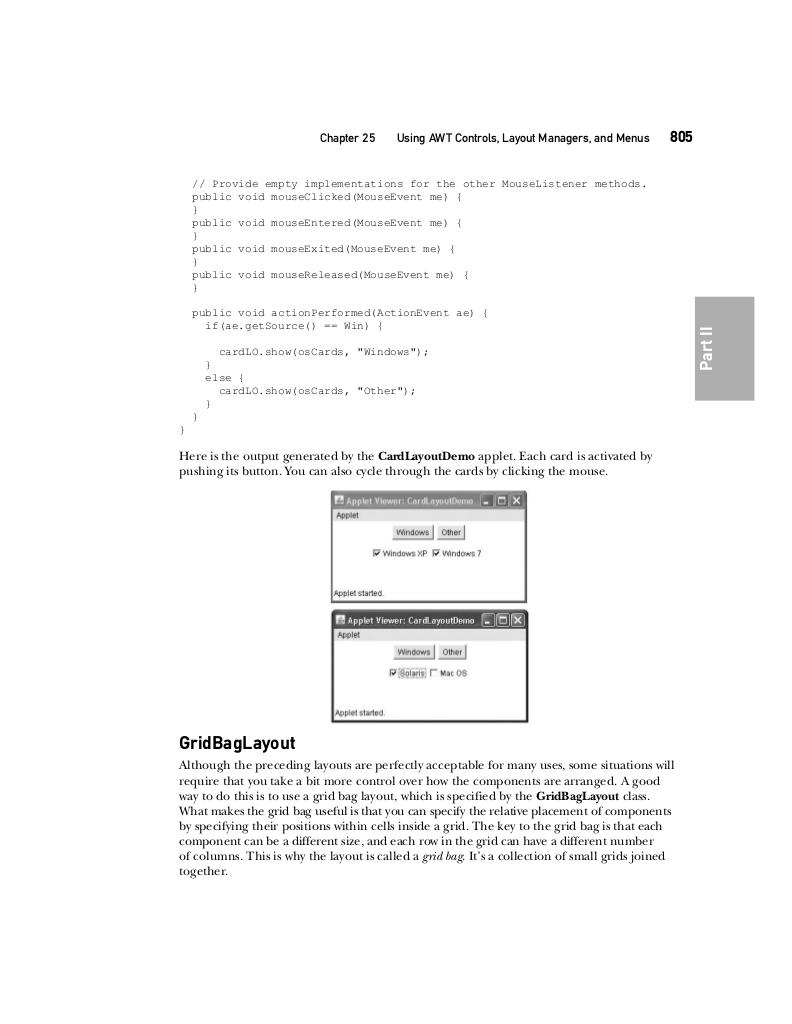 Chapter 25 Using AWT Controls, Layout Managers, and Menus 805
// Provide empty implementations for the other MouseListener methods.
public void mouseClicked(MouseEvent me) {
}
public void mouseEntered(MouseEvent me) {
}
public void mouseExited(MouseEvent me) {
}
public void mouseReleased(MouseEvent me) {
}
public void actionPerformed(ActionEvent ae) {
if(ae.getSource() == Win) {
cardLO.show(osCards, "Windows");
}
else {
cardLO.show(osCards, "Other");
}
}
}
Part II
Here is the output generated by the CardLayoutDemo applet. Each card is activated by
pushing its button. You can also cycle through the cards by clicking the mouse.
Applet Viewer: CardLayoutDemo
Applet
Windows Other
Windows XP Windows 7
Applet started.
Applet Viewer: CardLayoutDemo
Applet
Windows Other
Solaris Mac OS
Applet started.
GridBagLayout
Although the preceding layouts are perfectly acceptable for many uses, some situations will
require that you take a bit more control over how the components are arranged. A good
way to do this is to use a grid bag layout, which is specified by the GridBagLayout class.
What makes the grid bag useful is that you can specify the relative placement of components
by specifying their positions within cells inside a grid. The key to the grid bag is that each
component can be a different size, and each row in the grid can have a different number
of columns. This is why the layout is called a grid bag. It's a collection of small grids joined
together.